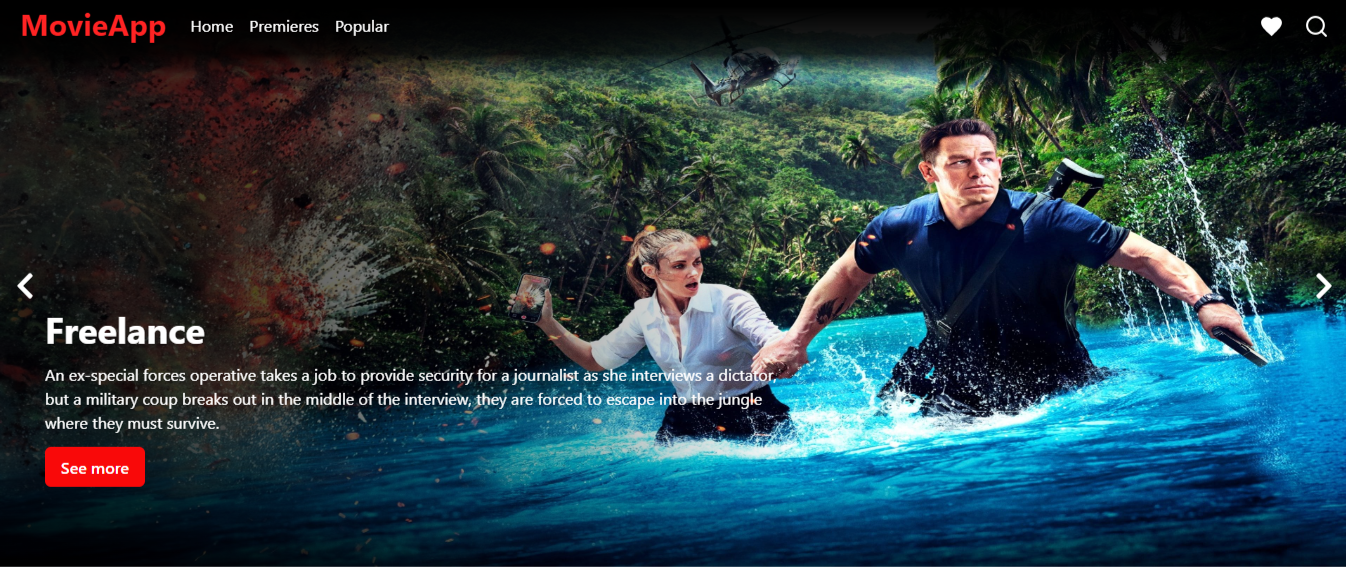 MovieApp Home Premieres Popular
Freelance
An ex-special forces operative takes a job to provide security for a journalist as she interviews a dictator,
but a military coup breaks out in the middle of the interview, they are forced to escape into the jungle
where they must survive.
See more